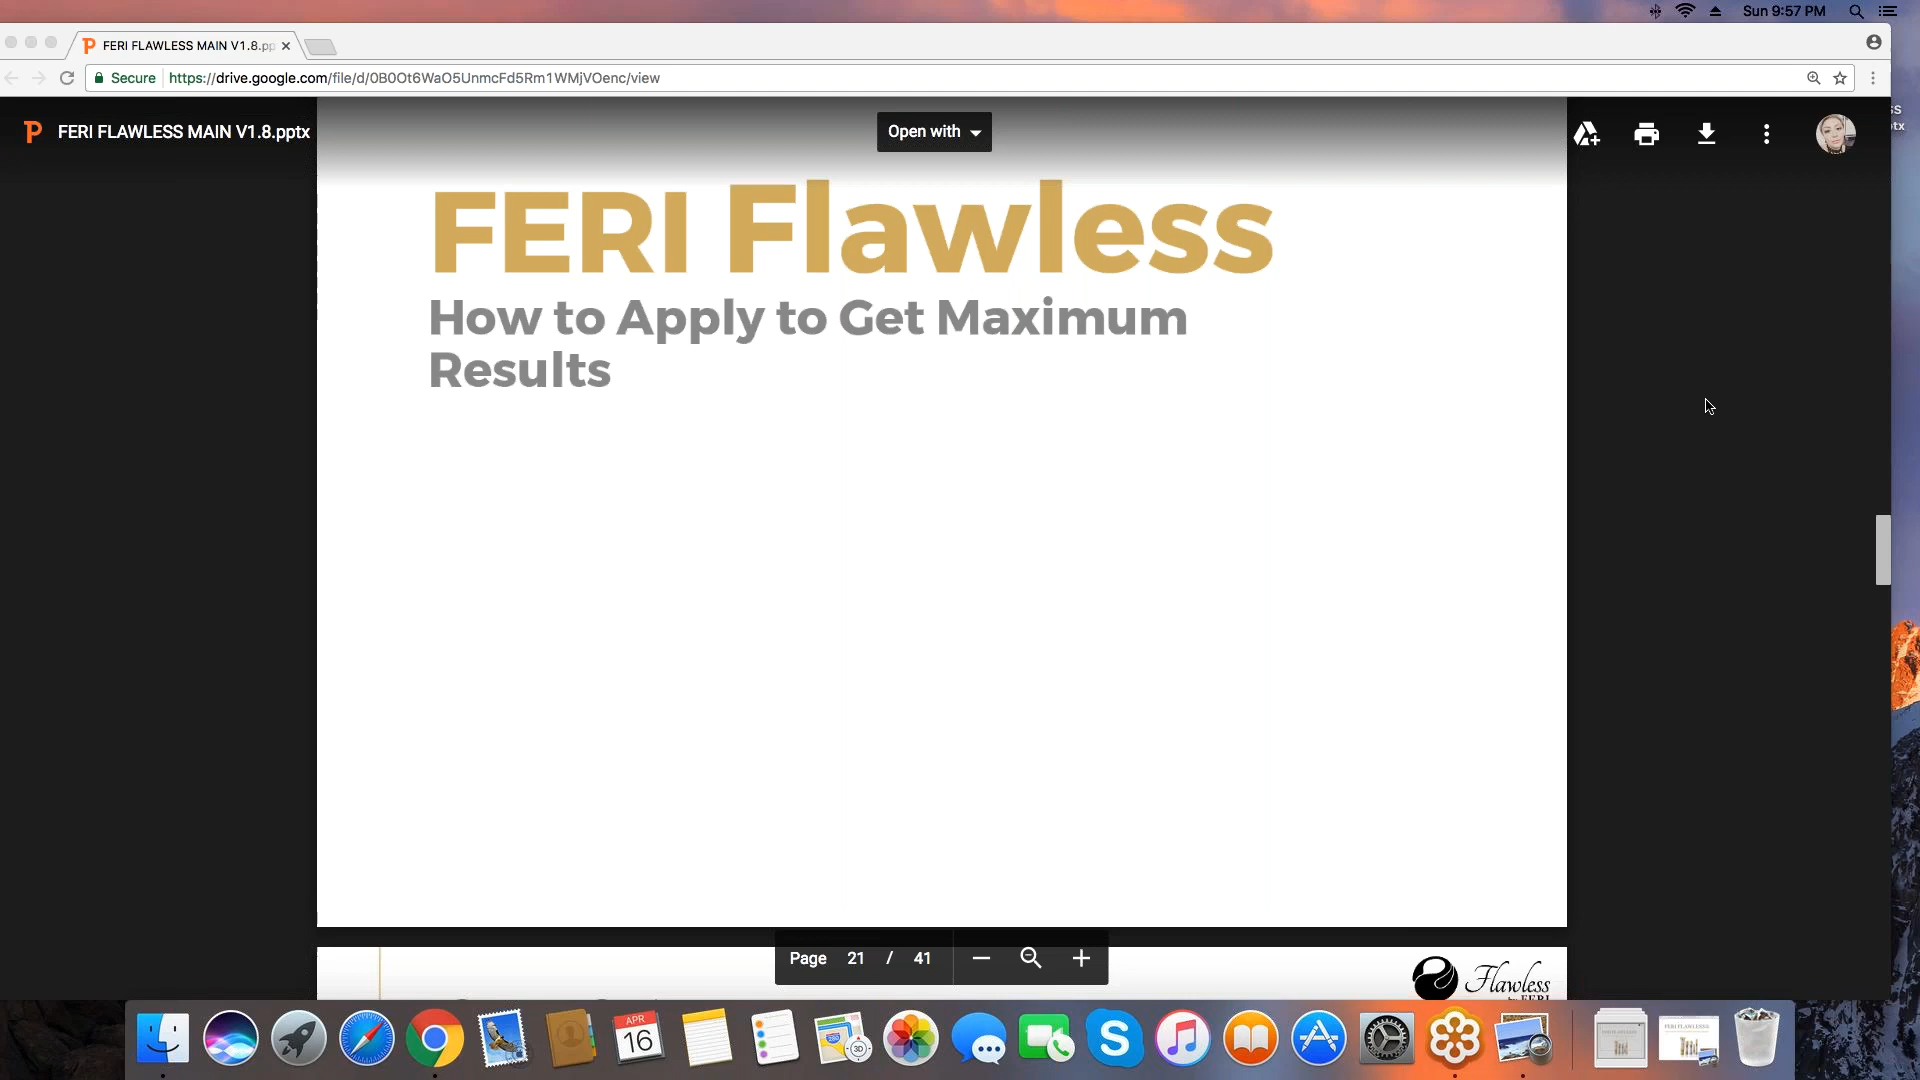 Sun 9:57 PM
FERI FLAWLESS MAIN V1.8.pp
Secure
https://drive.google.com/file/d/0B0Ot6WaO5UnmcFd5Rm1WMjVOenc/view
FERI FLAWLESS MAIN V1.8.pptx
Open with
FERI Flawless
How to Apply to Get Maximum
Results
Page 21 / 41
Flawless
APR
16